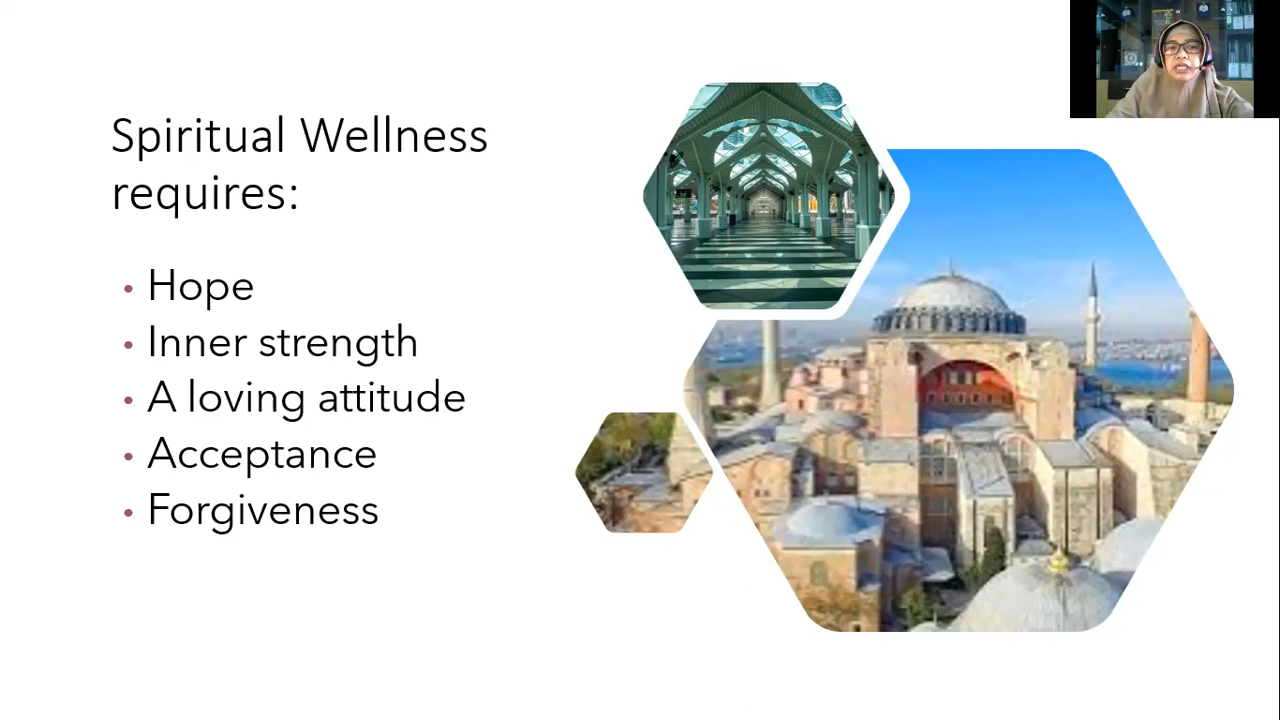 Spiritual Wellness
requires:
• Hope
• Inner strength
• A loving attitude
• Acceptance
• Forgiveness